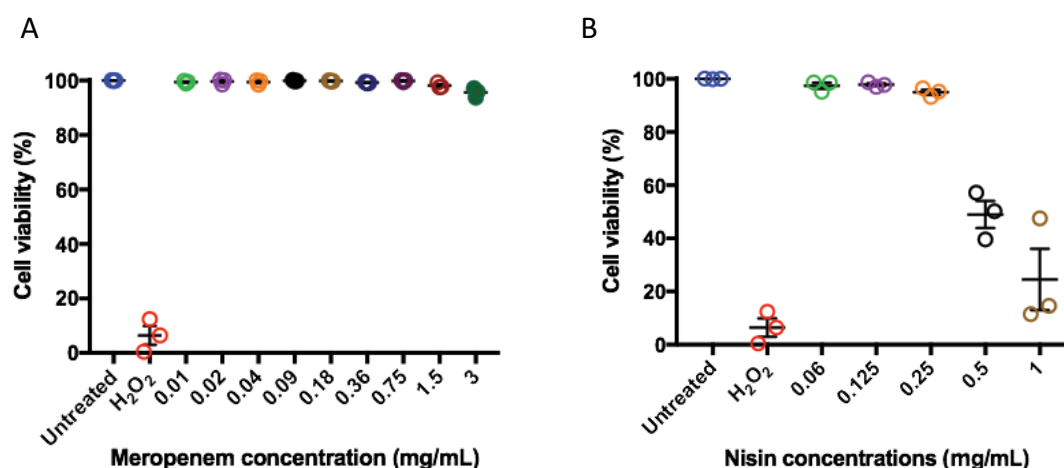 A
Cell viability (%)
100
80
60
40
20
0
Untreated
H₂O₂
0.01
0.02
0.04
0.09
0.18
0.36
0.75
1.5
3
Meropenem concentration (mg/mL)
B
Cell viability (%)
100
80
60
40
20
0
Untreated
H₂O₂
0.06
0.125
0.25
0.5
1
Nisin concentrations (mg/mL)